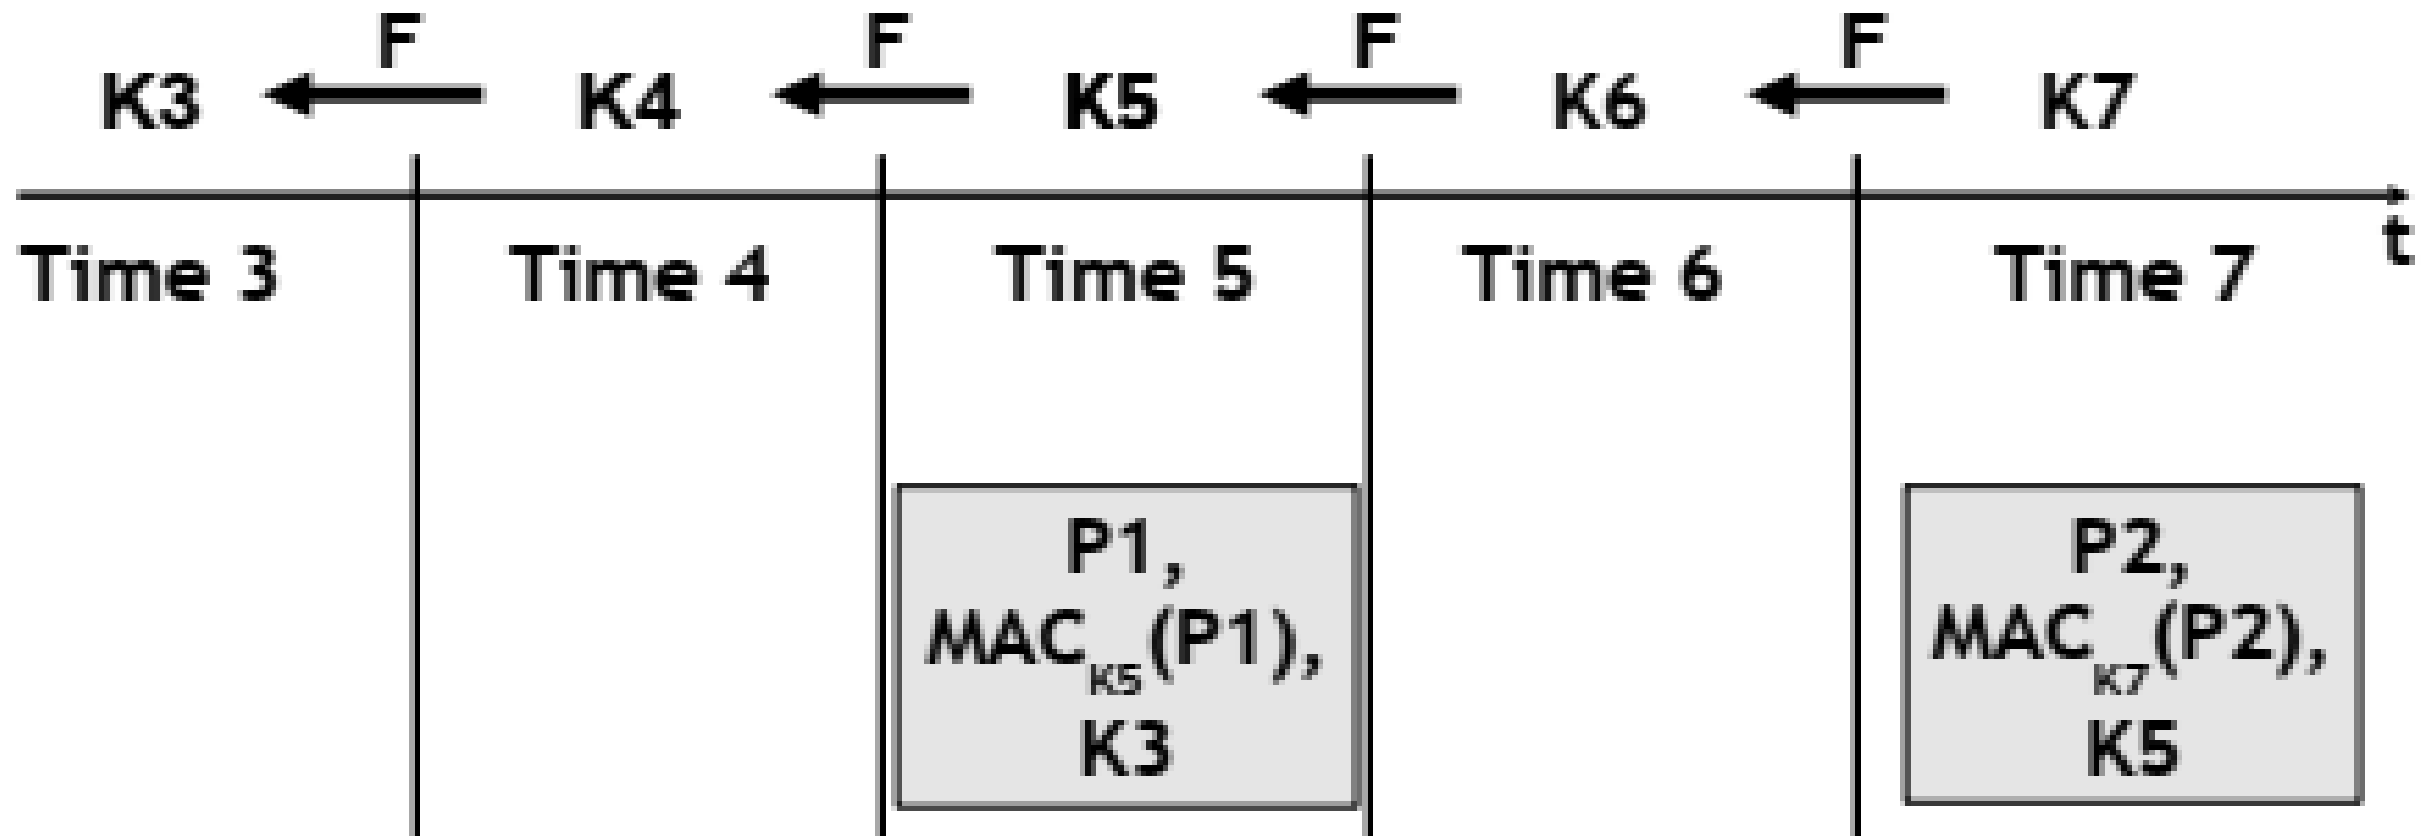 F F F F
K3 K4 K5 K6 K7
t
Time 3 Time 4 Time 5 Time 6 Time 7
P1,
MACK5(P1),
K3
P2,
MACK7(P2),
K5